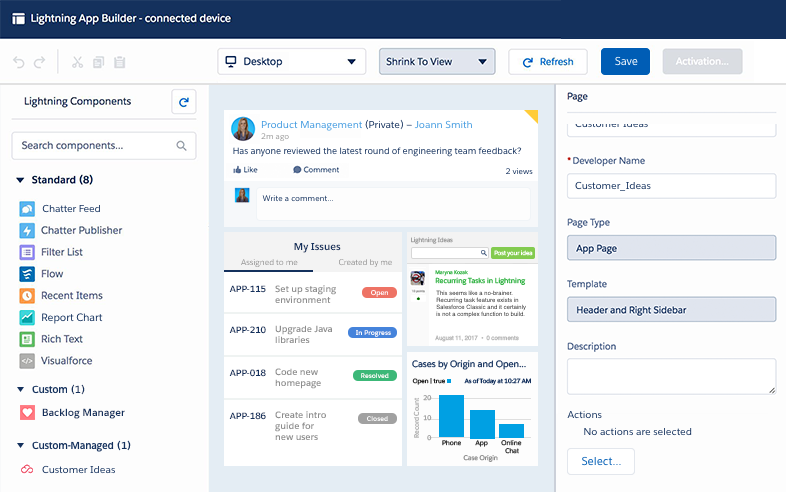 Lightning App Builder - connected device
Desktop
Shrink To View
Refresh
Save
Activation...
Lightning Components
Search components...
Standard (8)
Chatter Feed
Chatter Publisher
Filter List
Flow
Recent Items
Report Chart
Rich Text
Visualforce
Custom (1)
Backlog Manager
Custom-Managed (1)
Customer Ideas
Product Management (Private) – Joann Smith
2m ago
Has anyone reviewed the latest round of engineering team feedback?
Like
Comment
2 views
Write a comment...
My Issues
Assigned to me
Created by me
APP-115
Set up staging
environment
Open
APP-210
Upgrade Java
libraries
In Progress
APP-018
Code new
homepage
Resolved
APP-186
Create intro
guide for
new users
Closed
Lightning Ideas
Post your idea
Maryna Kozak
Recurring Tasks in Lightning
This seems like a no-brainer.
Recurring task feature exists in
Salesforce Classic and it certainly
is not a complex function to build.
August 11, 2017 • 0 comments
Cases by Origin and Open...
Open | true
As of Today at 10:27 AM
Record Count
20
10
0
Phone
App
Online
Chat
Case Origin
Page
Customer Ideas
*Developer Name
Customer_Ideas
Page Type
App Page
Template
Header and Right Sidebar
Description
Actions
No actions are selected
Select...